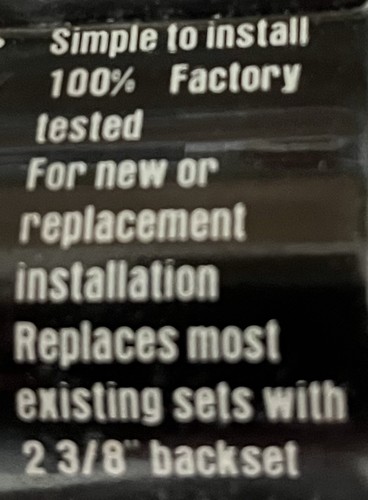 Simple to install
100% Factory
tested
For new or
replacement
installation
Replaces most
existing sets with
2 3/8" backset